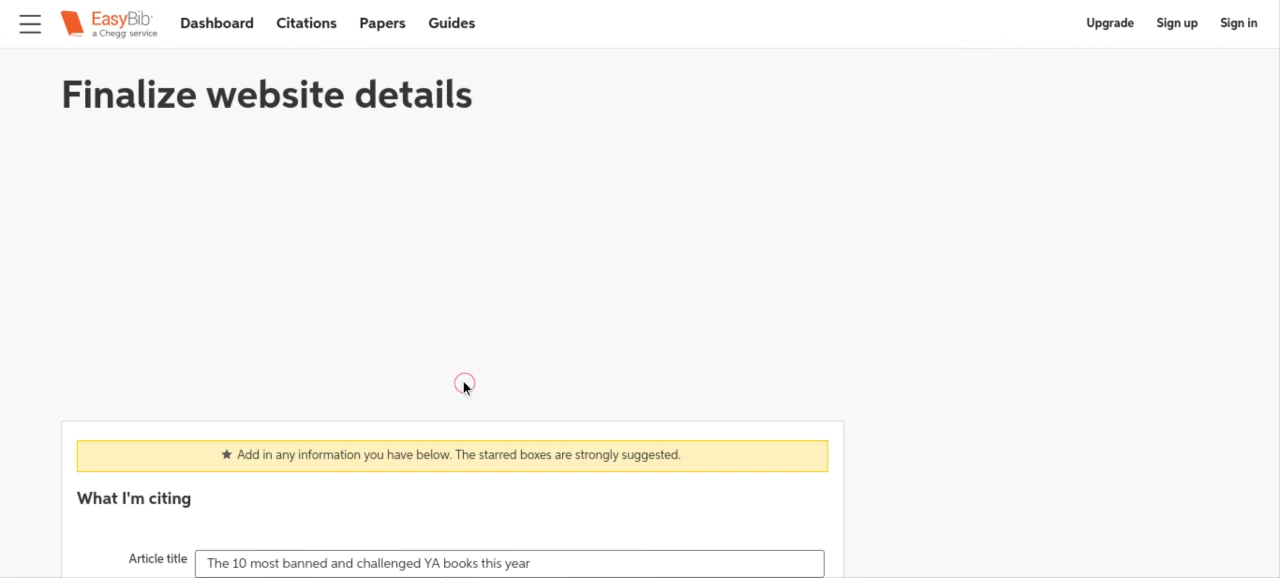 EasyBib
a Chegg service
Dashboard Citations Papers Guides
Upgrade Sign up Sign in
Finalize website details
★ Add in any information you have below. The starred boxes are strongly suggested.
What I'm citing
Article title The 10 most banned and challenged YA books this year